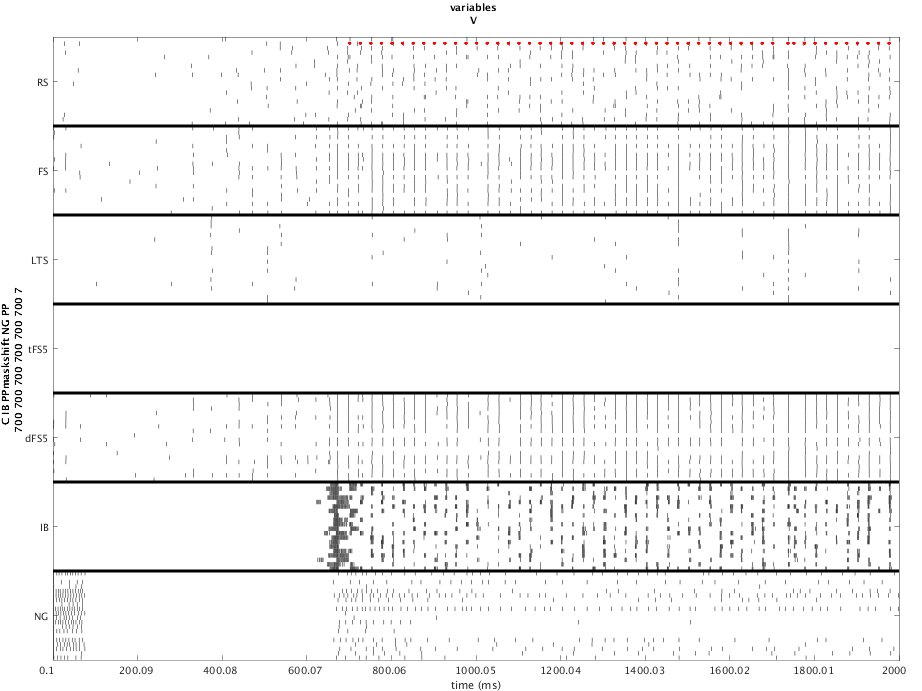 variables
V
RS
FS
LTS
tFS5
dFS5
IB
NG
C IB PPmaskshift NG PP
700 700 700 700 700 700 7
0.1 200.09 400.08 600.07 800.06 1000.05 1200.04 1400.03 1600.02 1800.01 2000
time (ms)